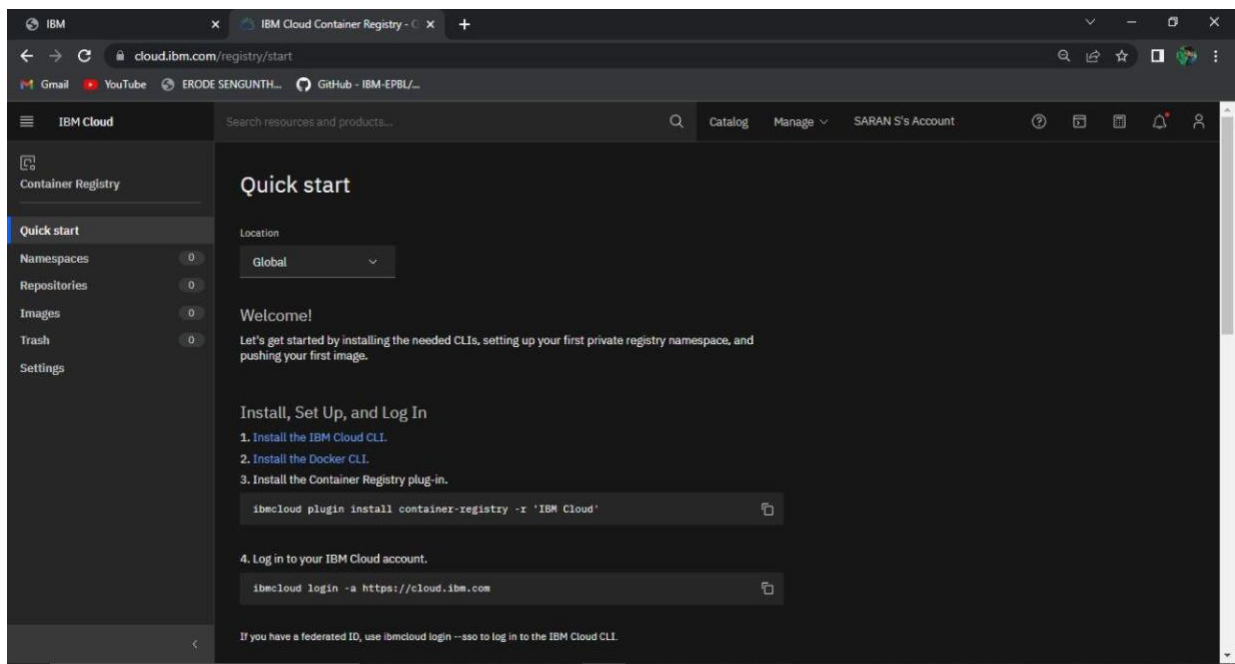 IBM
IBM Cloud Container Registry - C
cloud.ibm.com/registry/start
Gmail
YouTube
ERODE SENGUNTH...
GitHub - IBM-EPBL/...
IBM Cloud
Search resources and products...
Catalog
Manage
SARAN S's Account
Container Registry
Quick start
Namespaces 0
Repositories 0
Images 0
Trash 0
Settings
Quick start
Location
Global
Welcome!
Let's get started by installing the needed CLIs, setting up your first private registry namespace, and
pushing your first image.
Install, Set Up, and Log In
1. Install the IBM Cloud CLI.
2. Install the Docker CLI.
3. Install the Container Registry plug-in.
ibmcloud plugin install container-registry -r 'IBM Cloud'
4. Log in to your IBM Cloud account.
ibmcloud login -a https://cloud.ibm.com
If you have a federated ID, use ibmcloud login --sso to log in to the IBM Cloud CLI.